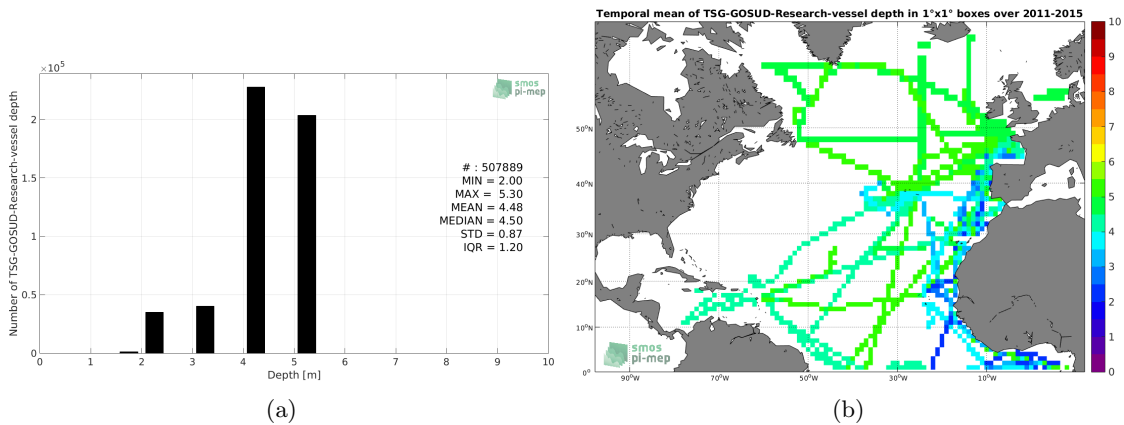 ×10⁵
Number of TSG-GOSUD-Research-vessel depth
2
1.5
1
0.5
0
smos
pi-mep
# : 507889
MIN = 2.00
MAX = 5.30
MEAN = 4.48
MEDIAN = 4.50
STD = 0.87
IQR = 1.20
0 1 2 3 4 5 6 7 8 9 10
Depth [m]
(a)
Temporal mean of TSG-GOSUD-Research-vessel depth in 1°x1° boxes over 2011-2015
50°N
40°N
30°N
20°N
10°N
0°
90°W 70°W 50°W 30°W 10°W
smos
pi-mep
10
9
8
7
6
5
4
3
2
1
0
(b)